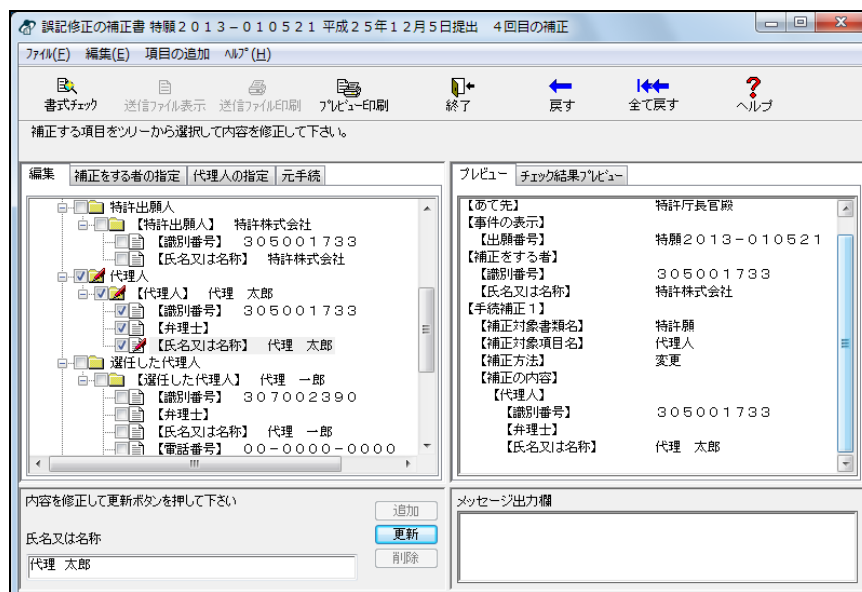 誤記修正の補正書 特願２０１３－０１０５２１ 平成２５年１２月５日提出　４回目の補正
ﾌｧｲﾙ(F) 編集(E) 項目の追加 ﾍﾙﾌﾟ(H)
書式ﾁｪｯｸ 送信ﾌｧｲﾙ表示 送信ﾌｧｲﾙ印刷 ﾌﾟﾚﾋﾞｭｰ印刷 終了 戻す 全て戻す ヘルプ
補正する項目をツリーから選択して内容を修正して下さい。
編集 補正をする者の指定 代理人の指定 元手続
特許出願人
【特許出願人】　特許株式会社
【識別番号】　３０５００１７３３
【氏名又は名称】　特許株式会社
代理人
【代理人】　代理　太郎
【識別番号】　３０５００１７３３
【弁理士】
【氏名又は名称】　代理　太郎
選任した代理人
【選任した代理人】　代理　一郎
【識別番号】　３０７００２３９０
【弁理士】
【氏名又は名称】　代理　一郎
【電話番号】　００－００００－００００
プレビュー ﾁｪｯｸ結果ﾌﾟﾚﾋﾞｭｰ
【あて先】　特許庁長官殿
【事件の表示】
【出願番号】　特願２０１３－０１０５２１
【補正をする者】
【識別番号】　３０５００１７３３
【氏名又は名称】　特許株式会社
【手続補正１】
【補正対象書類名】　特許願
【補正対象項目名】　代理人
【補正方法】　変更
【補正の内容】
【代理人】
【識別番号】　３０５００１７３３
【弁理士】
【氏名又は名称】　代理　太郎
内容を修正して更新ボタンを押して下さい
追加
更新
削除
氏名又は名称
代理　太郎
メッセージ出力欄